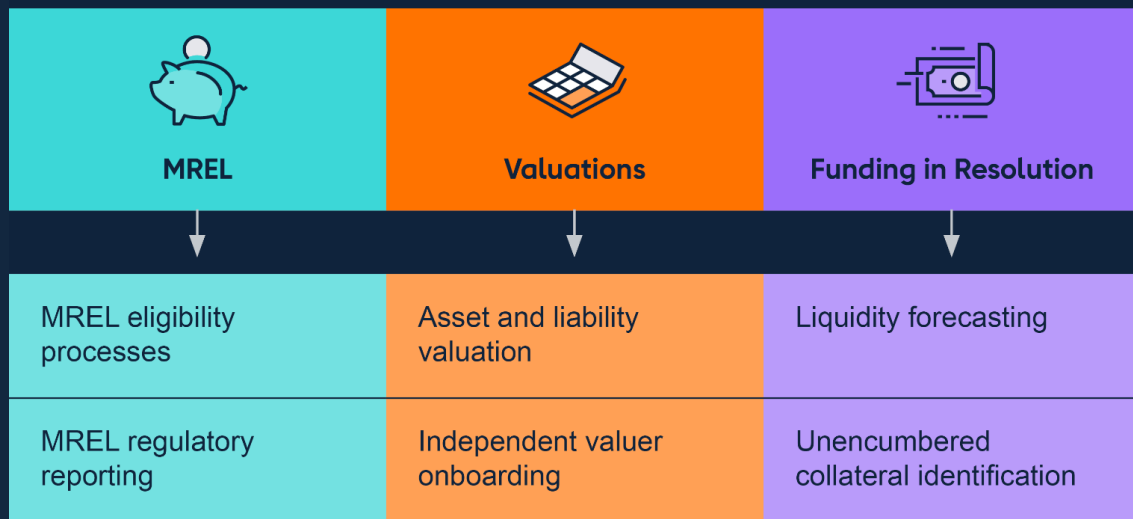 MREL
Valuations
Funding in Resolution
MREL eligibility
processes
Asset and liability
valuation
Liquidity forecasting
MREL regulatory
reporting
Independent valuer
onboarding
Unencumbered
collateral identification